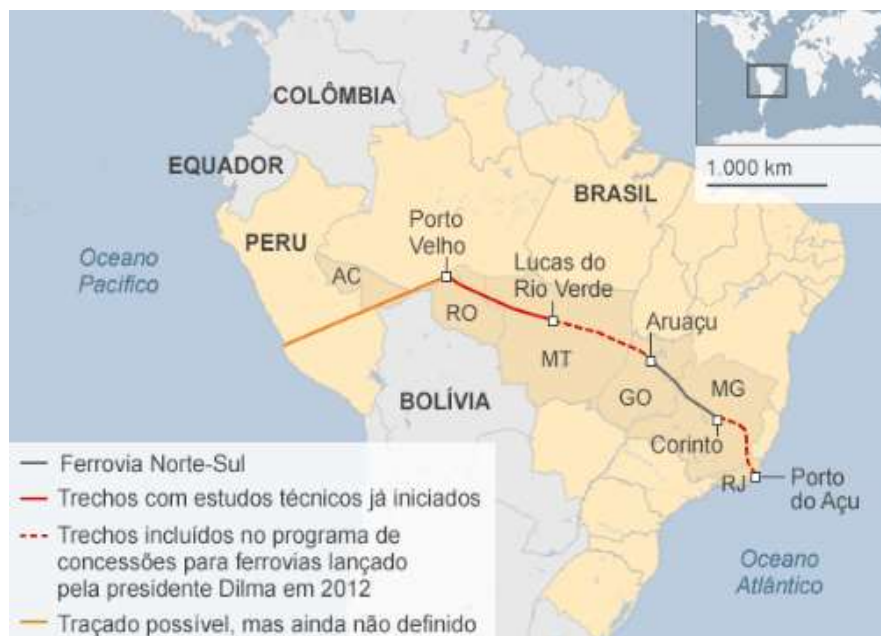 COLÔMBIA
EQUADOR
PERU
BRASIL
1.000 km
Oceano
Pacífico
Porto
Velho
AC
RO
Lucas do
Rio Verde
MT
Aruaçu
GO
MG
BOLÍVIA
Corinto
RJ
Porto
do Açu
Oceano
Atlântico
Ferrovia Norte-Sul
Trechos com estudos técnicos já iniciados
Trechos incluídos no programa de
concessões para ferrovias lançado
pela presidente Dilma em 2012
Traçado possível, mas ainda não definido